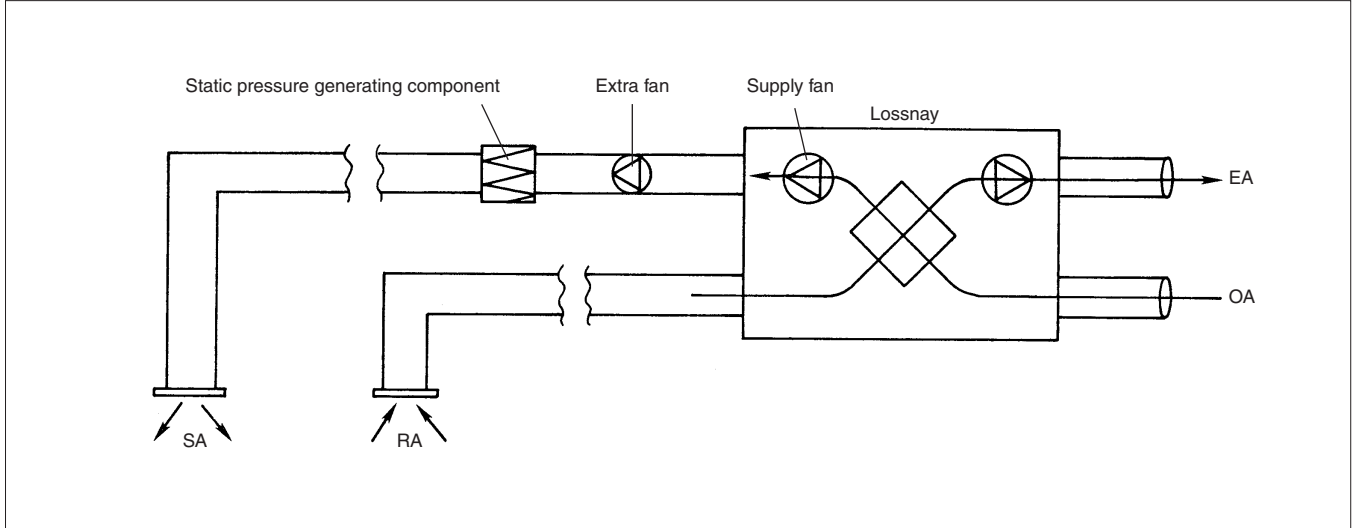 Static pressure generating component
Extra fan
Supply fan
Lossnay
EA
OA
SA
RA